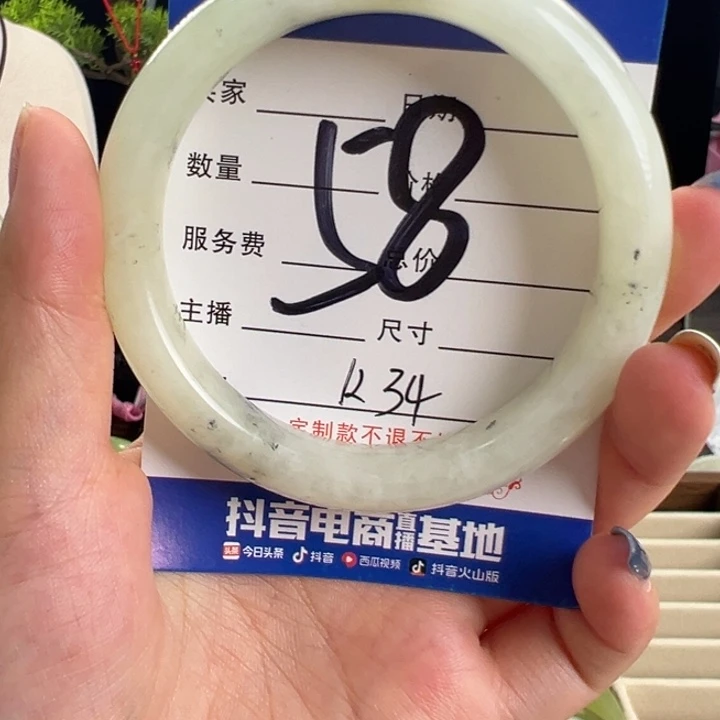 家 日期
数量 价格
58
服务费 总价
主播 尺寸
R34
定制款不退不
抖音电商直播基地
头条 今日头条 抖音 西瓜视频 抖音火山版